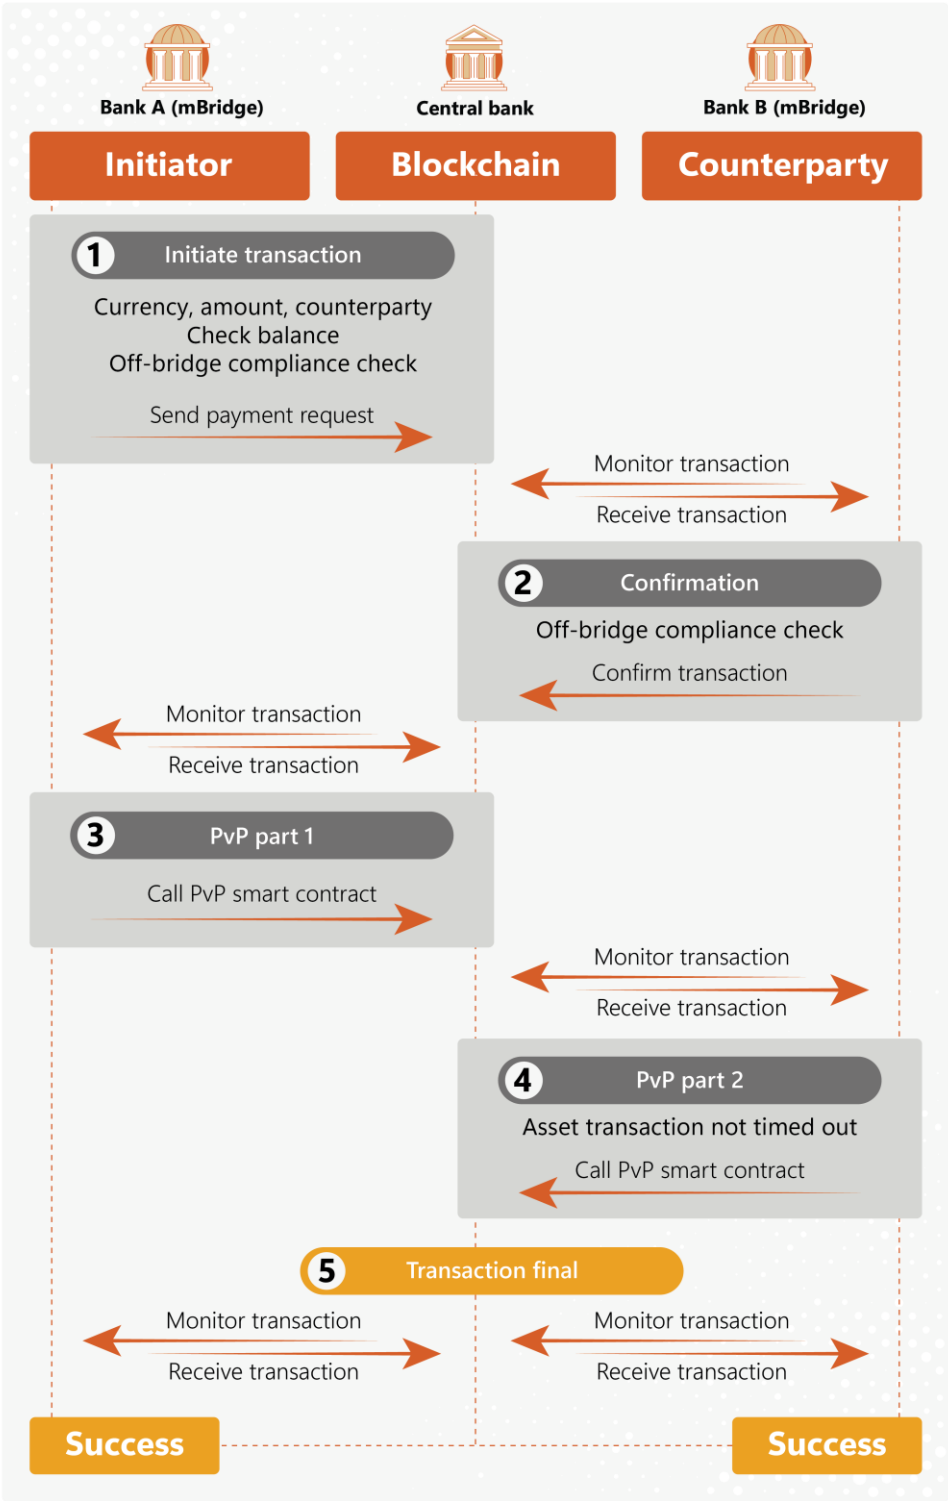 Bank A (mBridge)
Central bank
Bank B (mBridge)
Initiator
Blockchain
Counterparty
1 Initiate transaction
Currency, amount, counterparty
Check balance
Off-bridge compliance check
Send payment request
Monitor transaction
Receive transaction
2 Confirmation
Off-bridge compliance check
Confirm transaction
Monitor transaction
Receive transaction
3 PvP part 1
Call PvP smart contract
Monitor transaction
Receive transaction
4 PvP part 2
Asset transaction not timed out
Call PvP smart contract
5 Transaction final
Monitor transaction
Receive transaction
Monitor transaction
Receive transaction
Success
Success